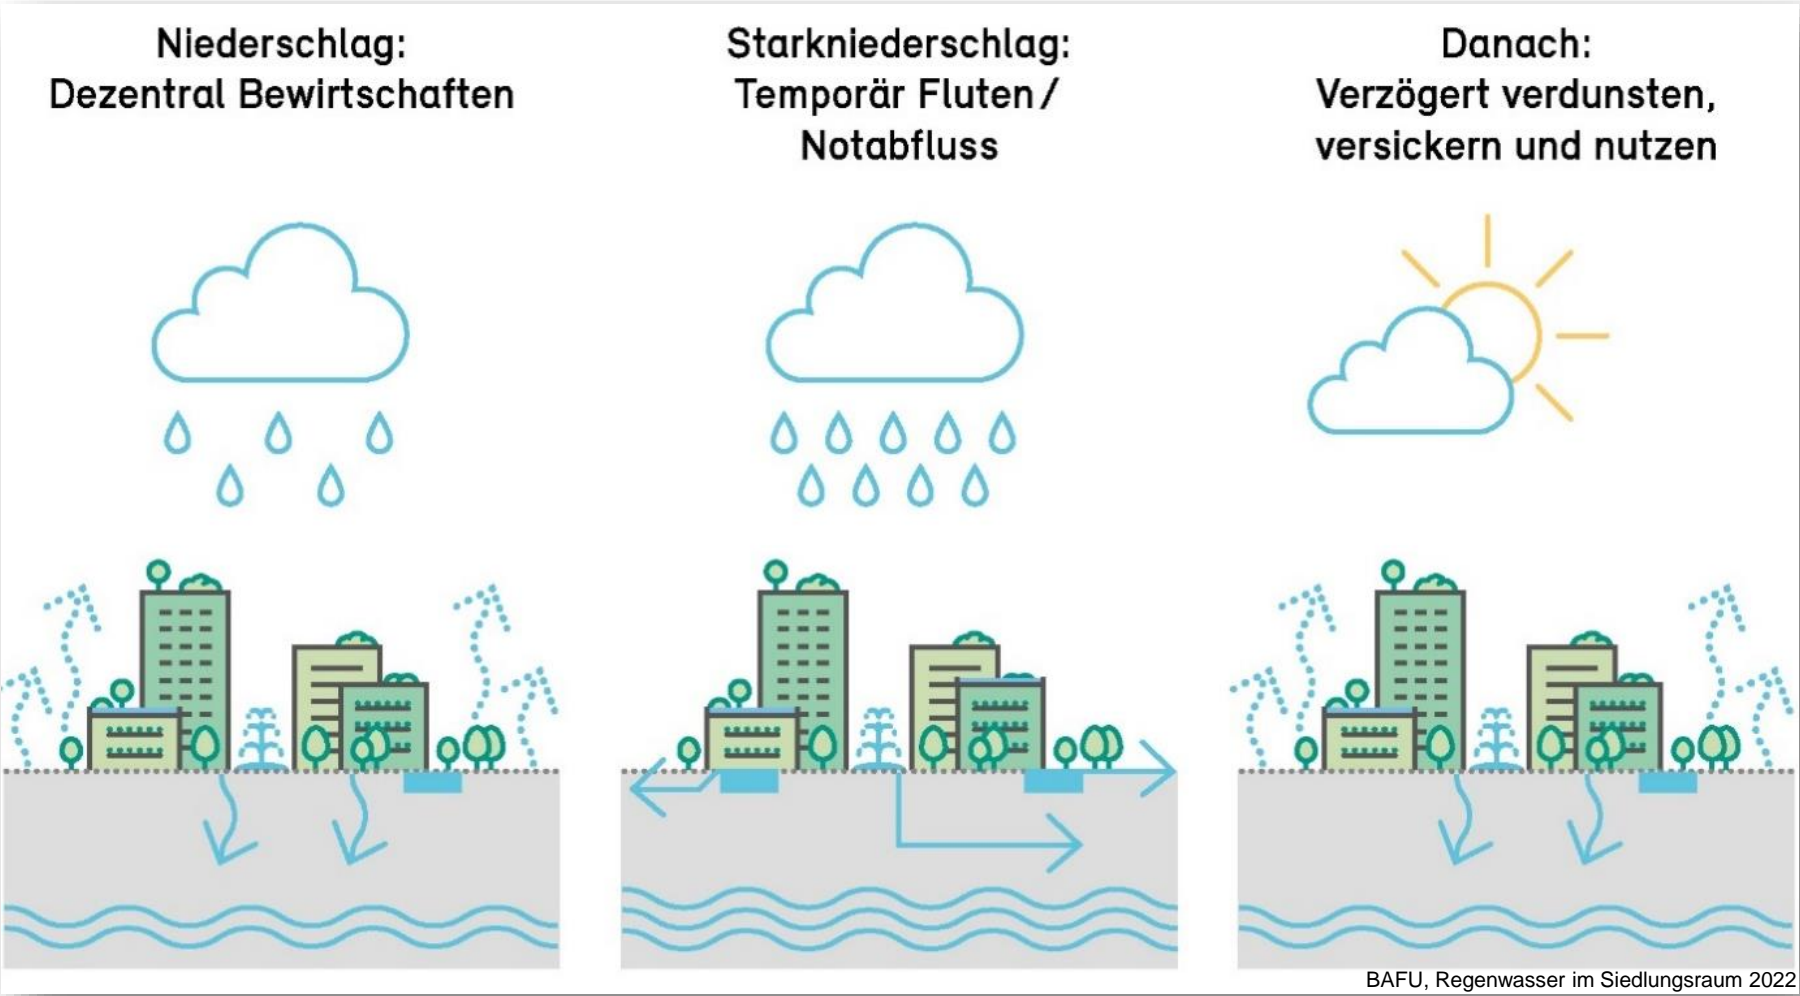 Niederschlag:
Dezentral Bewirtschaften
Starkniederschlag:
Temporär Fluten/
Notabfluss
Danach:
Verzögert verdunsten,
versickern und nutzen
BAFU, Regenwasser im Siedlungsraum 2022